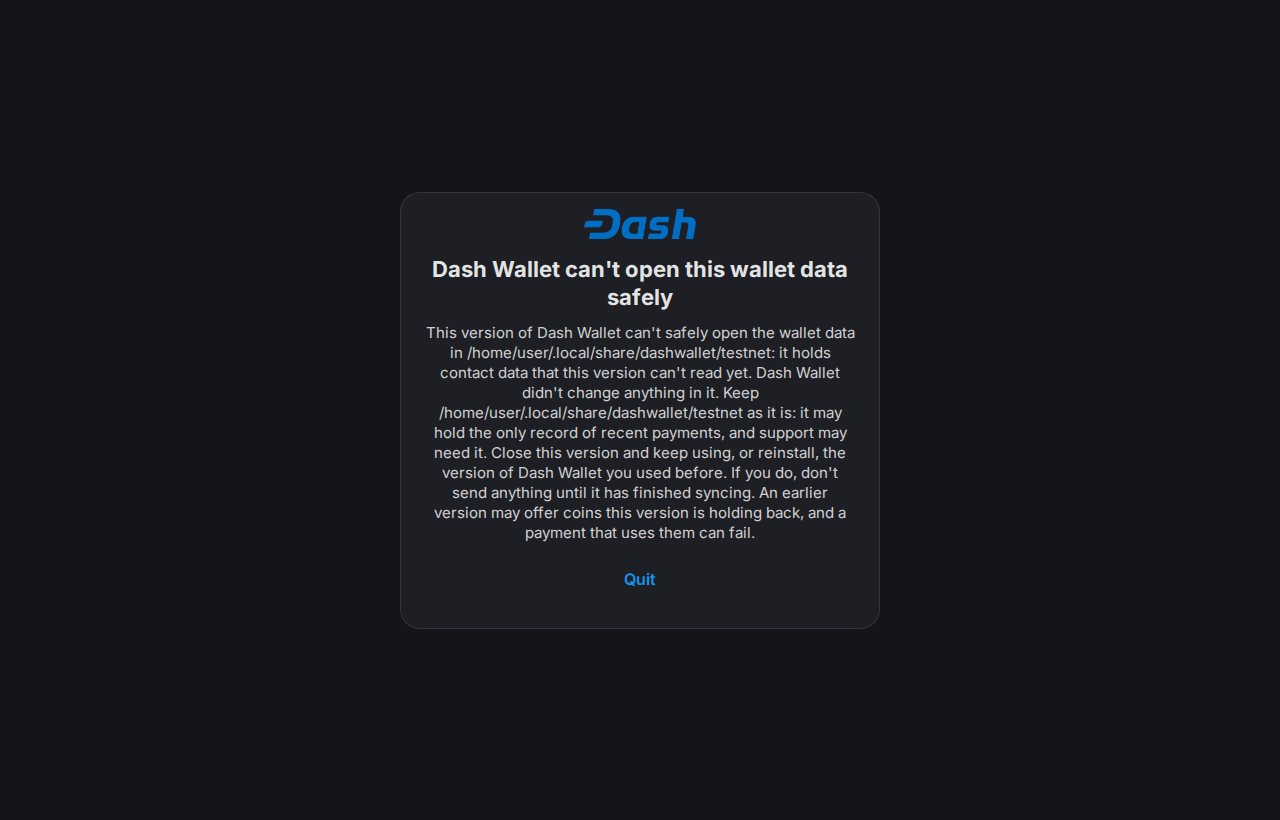 Dash
Dash Wallet can't open this wallet data
safely
This version of Dash Wallet can't safely open the wallet data
in /home/user/.local/share/dashwallet/testnet: it holds
contact data that this version can't read yet. Dash Wallet
didn't change anything in it. Keep
/home/user/.local/share/dashwallet/testnet as it is: it may
hold the only record of recent payments, and support may
need it. Close this version and keep using, or reinstall, the
version of Dash Wallet you used before. If you do, don't
send anything until it has finished syncing. An earlier
version may offer coins this version is holding back, and a
payment that uses them can fail.
Quit